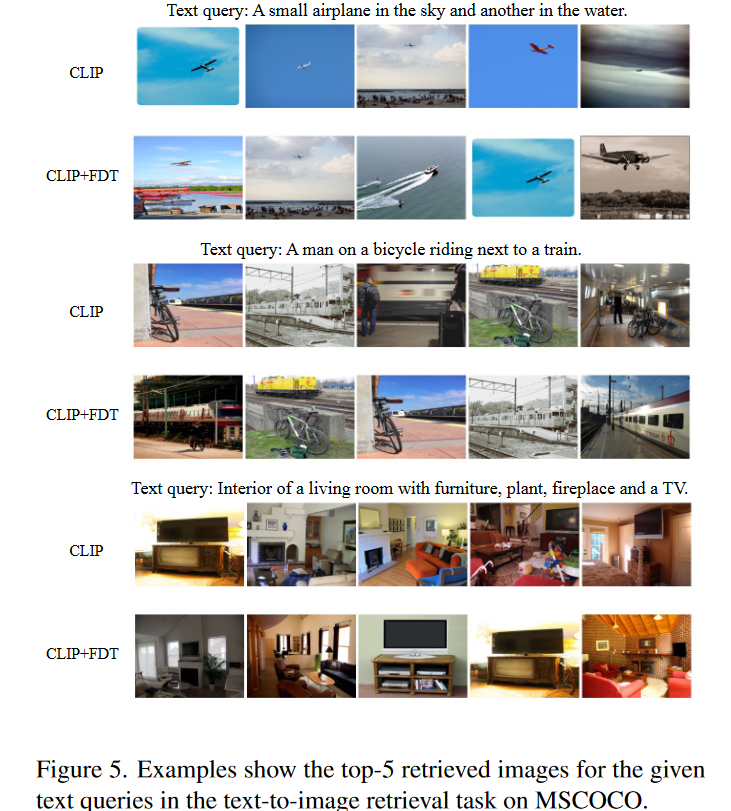 Text query: A small airplane in the sky and another in the water.
CLIP
CLIP+FDT
Text query: A man on a bicycle riding next to a train.
CLIP
CLIP+FDT
Text query: Interior of a living room with furniture, plant, fireplace and a TV.
CLIP
CLIP+FDT
Figure 5. Examples show the top-5 retrieved images for the given
text queries in the text-to-image retrieval task on MSCOCO.